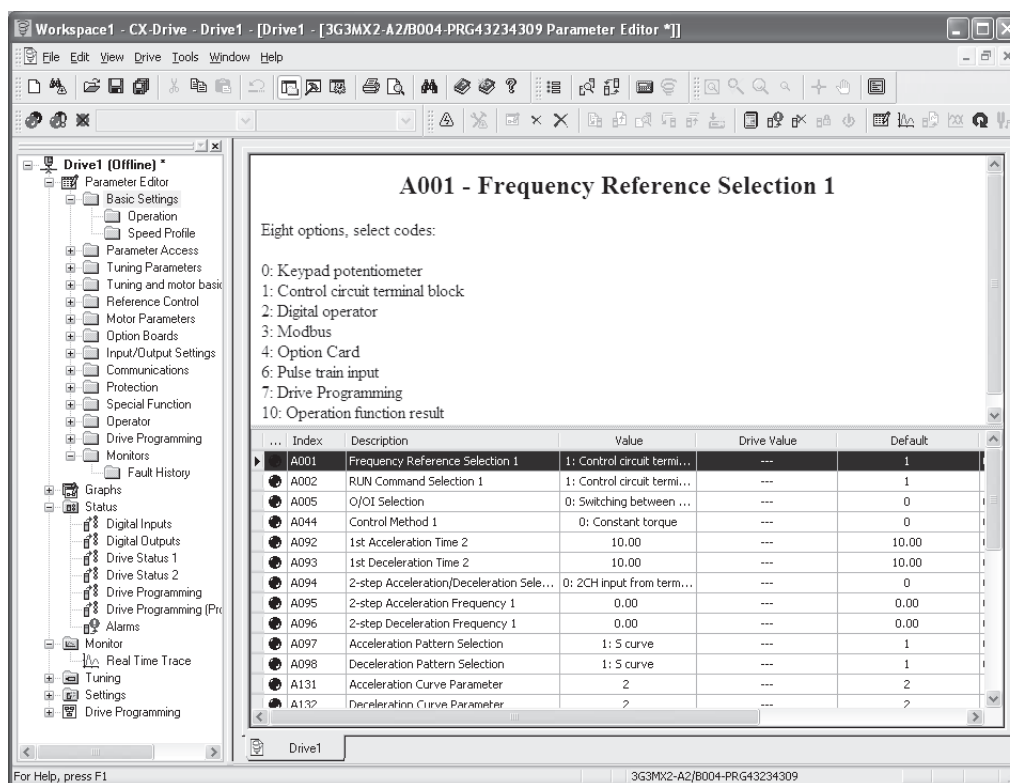 Workspace1 - CX-Drive - Drive1 - [Drive1 - [3G3MX2-A2/B004-PRG43234309 Parameter Editor *]]
File Edit View Drive Tools Window Help
Drive1 (Offline) *
Parameter Editor
Basic Settings
Operation
Speed Profile
Parameter Access
Tuning Parameters
Tuning and motor basi
Reference Control
Motor Parameters
Option Boards
Input/Output Settings
Communications
Protection
Special Function
Operator
Drive Programming
Monitors
Fault History
Graphs
Status
Digital Inputs
Digital Outputs
Drive Status 1
Drive Status 2
Drive Programming
Drive Programming (Pr
Alarms
Monitor
Real Time Trace
Tuning
Settings
Drive Programming
A001 - Frequency Reference Selection 1
Eight options, select codes:
0: Keypad potentiometer
1: Control circuit terminal block
2: Digital operator
3: Modbus
4: Option Card
6: Pulse train input
7: Drive Programming
10: Operation function result
... Index Description Value Drive Value Default
A001 Frequency Reference Selection 1 1: Control circuit termi... --- 1
A002 RUN Command Selection 1 1: Control circuit termi... --- 1
A005 O/OI Selection 0: Switching between ... --- 0
A044 Control Method 1 0: Constant torque --- 0
A092 1st Acceleration Time 2 10.00 --- 10.00
A093 1st Deceleration Time 2 10.00 --- 10.00
A094 2-step Acceleration/Deceleration Sele... 0: 2CH input from term... --- 0
A095 2-step Acceleration Frequency 1 0.00 --- 0.00
A096 2-step Deceleration Frequency 1 0.00 --- 0.00
A097 Acceleration Pattern Selection 1: S curve --- 1
A098 Deceleration Pattern Selection 1: S curve --- 1
A131 Acceleration Curve Parameter 2 --- 2
A132 Deceleration Curve Parameter 2 --- 2
Drive1
For Help, press F1
3G3MX2-A2/B004-PRG43234309